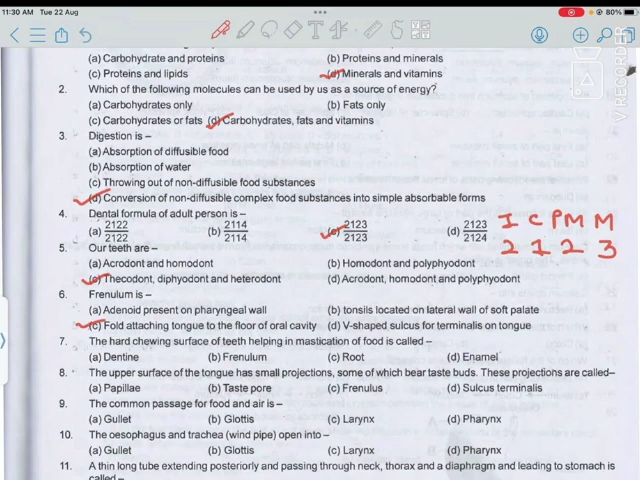 11:30 AM Tue 22 Aug
80%
V RECORDER
(a) Carbohydrate and proteins (b) Proteins and minerals
(c) Proteins and lipids (d) Minerals and vitamins
2. Which of the following molecules can be used by us as a source of energy?
(a) Carbohydrates only (b) Fats only
(c) Carbohydrates or fats (d) Carbohydrates, fats and vitamins
3. Digestion is –
(a) Absorption of diffusible food
(b) Absorption of water
(c) Throwing out of non-diffusible food substances
(d) Conversion of non-diffusible complex food substances into simple absorbable forms
4. Dental formula of adult person is –
(a) 2122/2122 (b) 2114/2114 (c) 2123/2123 (d) 2123/2124
I C PM M
2 1 2 3
5. Our teeth are –
(a) Acrodont and homodont (b) Homodont and polyphyodont
(c) Thecodont, diphyodont and heterodont (d) Acrodont, homodont and polyphyodont
6. Frenulum is –
(a) Adenoid present on pharyngeal wall (b) tonsils located on lateral wall of soft palate
(c) Fold attaching tongue to the floor of oral cavity (d) V-shaped sulcus for terminalis on tongue
7. The hard chewing surface of teeth helping in mastication of food is called –
(a) Dentine (b) Frenulum (c) Root (d) Enamel
8. The upper surface of the tongue has small projections, some of which bear taste buds. These projections are called–
(a) Papillae (b) Taste pore (c) Frenulus (d) Sulcus terminalis
9. The common passage for food and air is –
(a) Gullet (b) Glottis (c) Larynx (d) Pharynx
10. The oesophagus and trachea (wind pipe) open into –
(a) Gullet (b) Glottis (c) Larynx (d) Pharynx
11. A thin long tube extending posteriorly and passing through neck, thorax and a diaphragm and leading to stomach is
called –